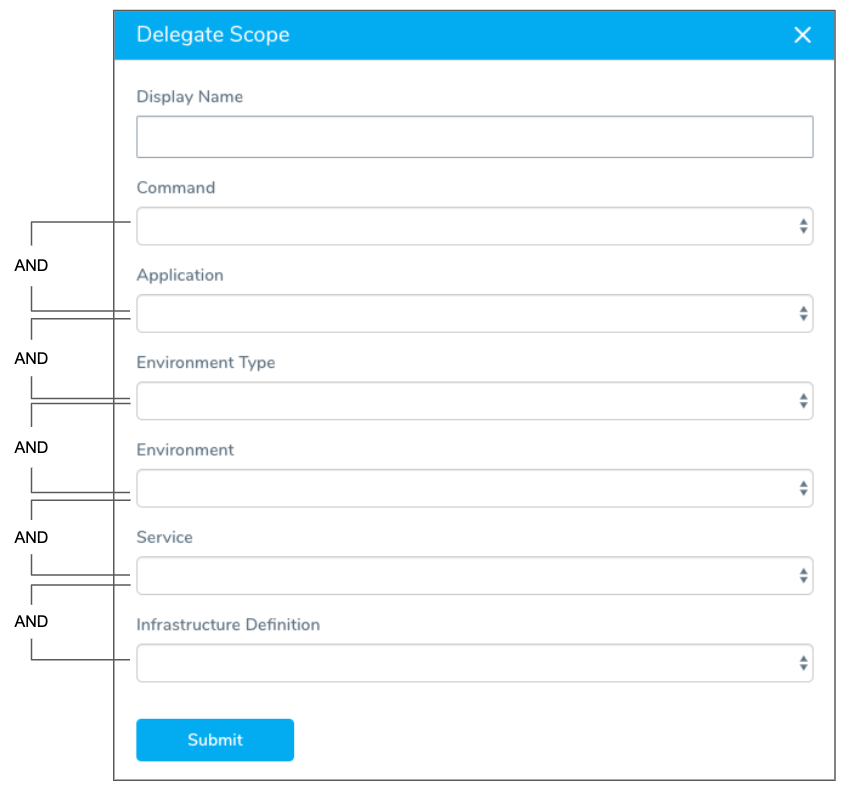 Delegate Scope
Display Name
Command
AND
Application
AND
Environment Type
AND
Environment
AND
Service
AND
Infrastructure Definition
Submit